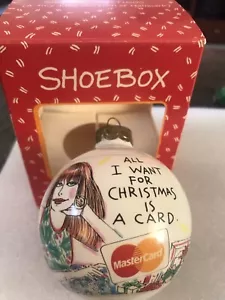 SHOEBOX
ALL
I WANT
FOR
CHRISTMAS
IS
A CARD.
MasterCard